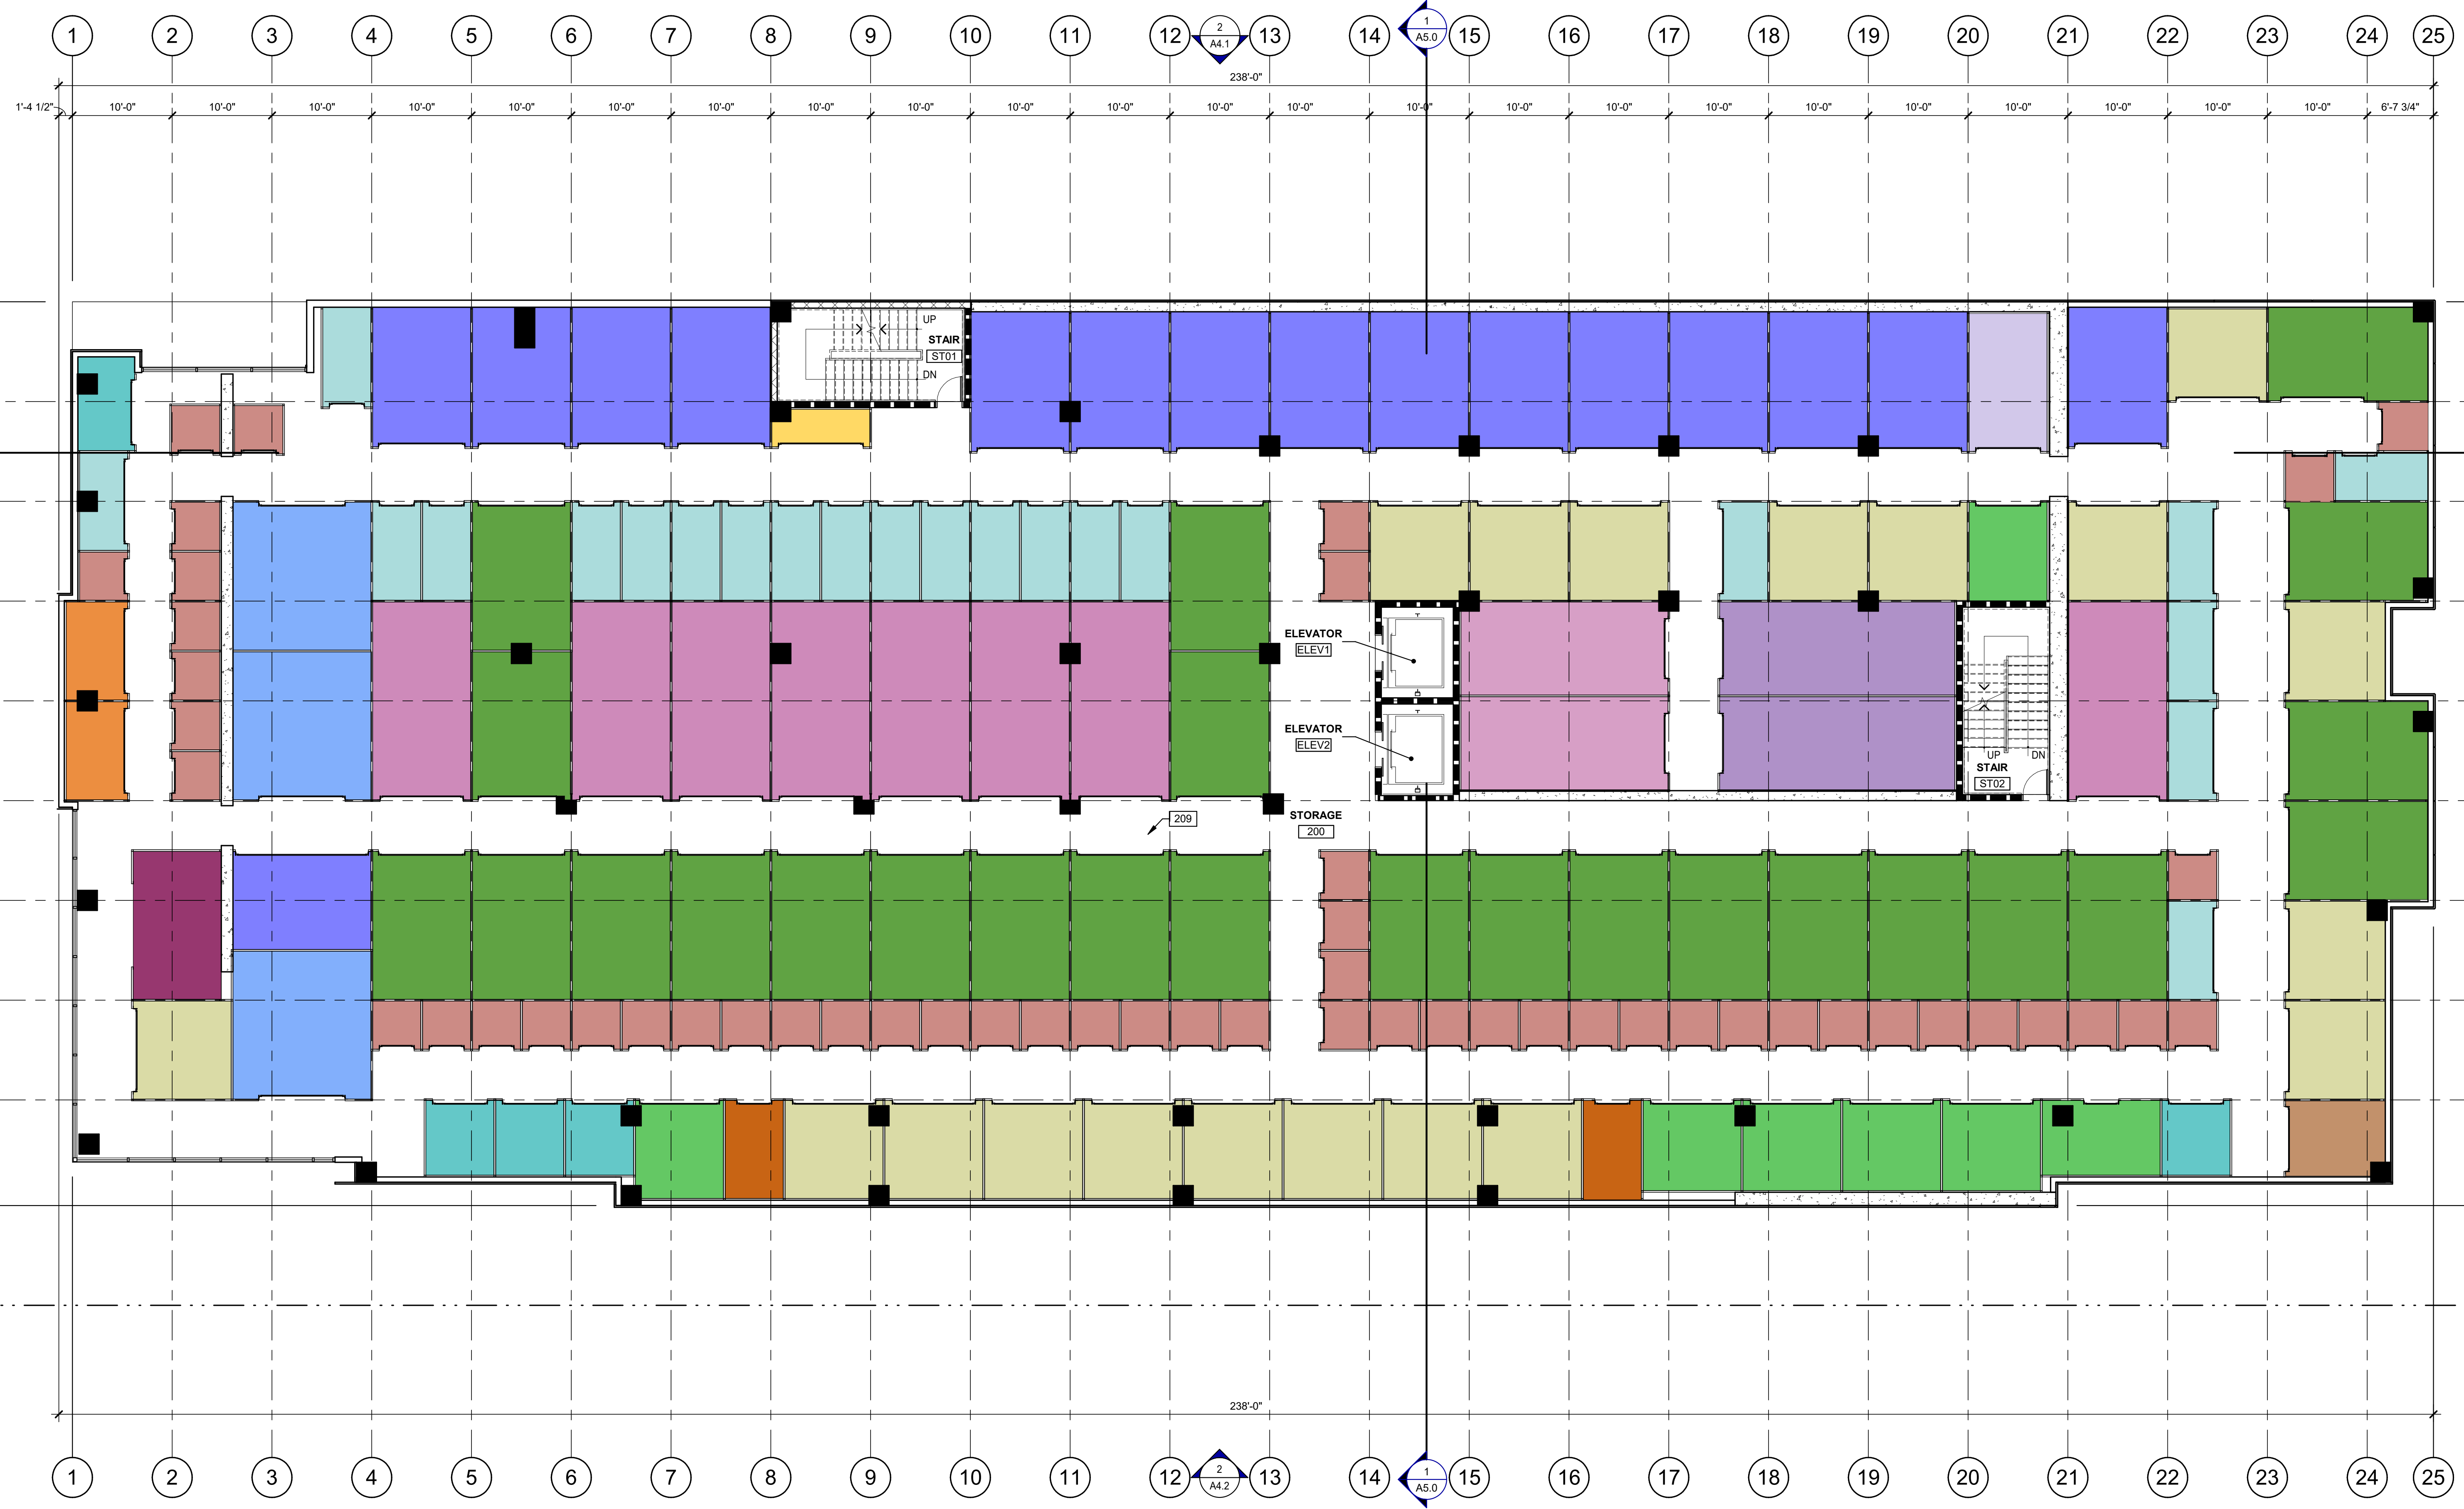 1 2 3 4 5 6 7 8 9 10 11 12 2 A4.1 13 14 1 A5.0 15 16 17 18 19 20 21 22 23 24 25
238'-0"
1'-4 1/2" 10'-0" 10'-0" 10'-0" 10'-0" 10'-0" 10'-0" 10'-0" 10'-0" 10'-0" 10'-0" 10'-0" 10'-0" 10'-0" 10'-0" 10'-0" 10'-0" 10'-0" 10'-0" 10'-0" 10'-0" 10'-0" 10'-0" 10'-0" 6'-7 3/4"
UP
STAIR
ST01
DN
ELEVATOR
ELEV1
ELEVATOR
ELEV2
UP DN
STAIR
ST02
209
STORAGE
200
238'-0"
1 2 3 4 5 6 7 8 9 10 11 12 2 A4.2 13 14 1 A5.0 15 16 17 18 19 20 21 22 23 24 25